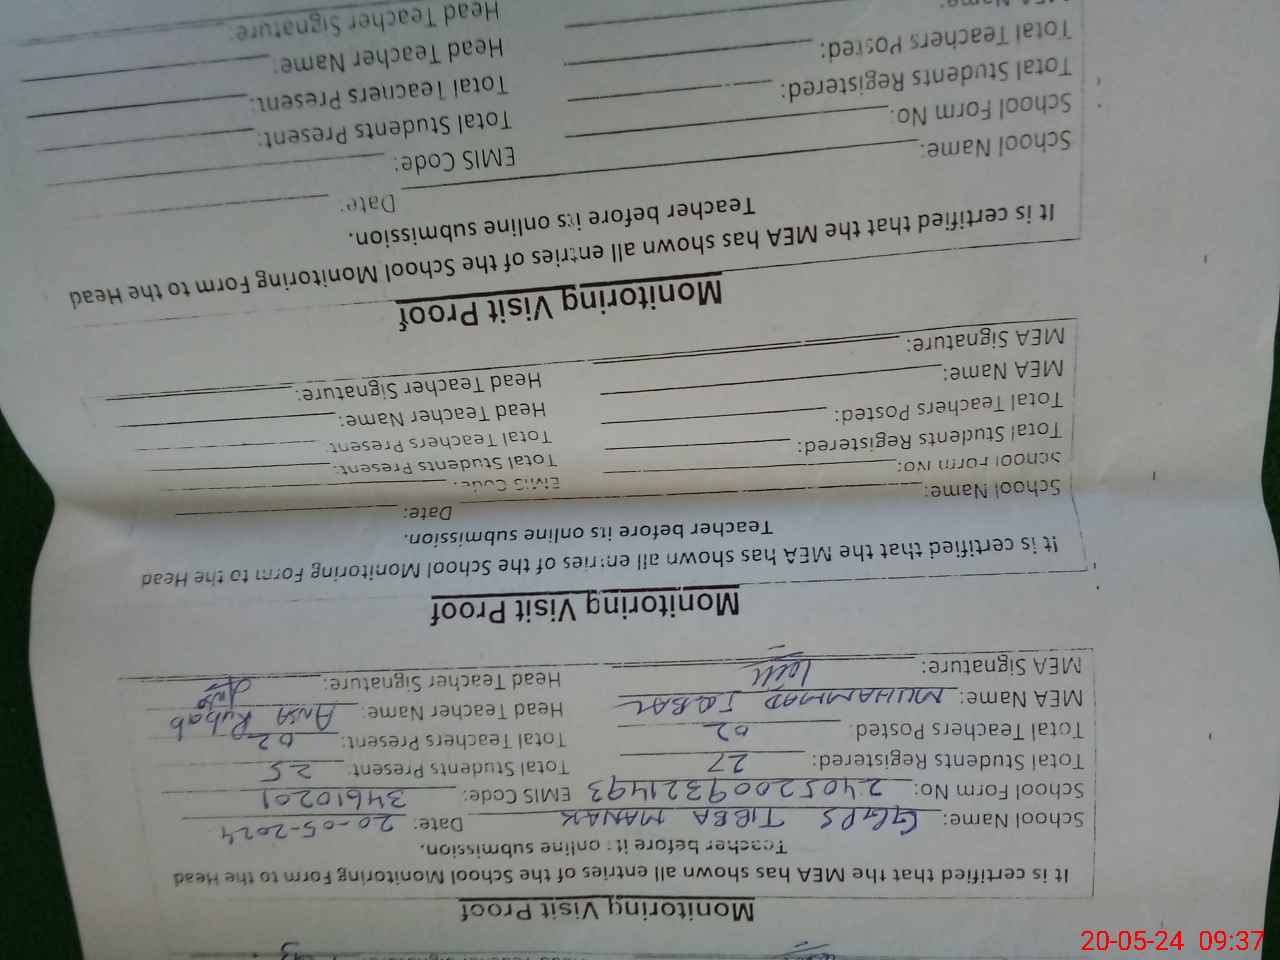 Monitoring Visit Proof
It is certified that the MEA has shown all entries of the School Monitoring Form to the Head
Teacher before its online submission.
School Name: GGPS TIBBA MANAK Date: 20-05-2024
School Form No: 24052009321493 EMIS Code: 34610201
Total Students Registered: 27 Total Students Present: 25
Total Teachers Posted: 02 Total Teachers Present: 02
MEA Name: MUHAMMAD IQBAL Head Teacher Name: ANSA Rubab
MEA Signature: Head Teacher Signature:
Monitoring Visit Proof
It is certified that the MEA has shown all entries of the School Monitoring Form to the Head
Teacher before its online submission.
School Name: Date:
School Form No: EMIS Code:
Total Students Registered: Total Students Present:
Total Teachers Posted: Total Teachers Present:
MEA Name: Head Teacher Name:
MEA Signature: Head Teacher Signature:
Monitoring Visit Proof
It is certified that the MEA has shown all entries of the School Monitoring Form to the Head
Teacher before its online submission.
School Name: Date:
School Form No: EMIS Code:
Total Students Registered: Total Students Present:
Total Teachers Posted: Total Teachers Present:
MEA Name: Head Teacher Name:
Head Teacher Signature:
20-05-24 09:37